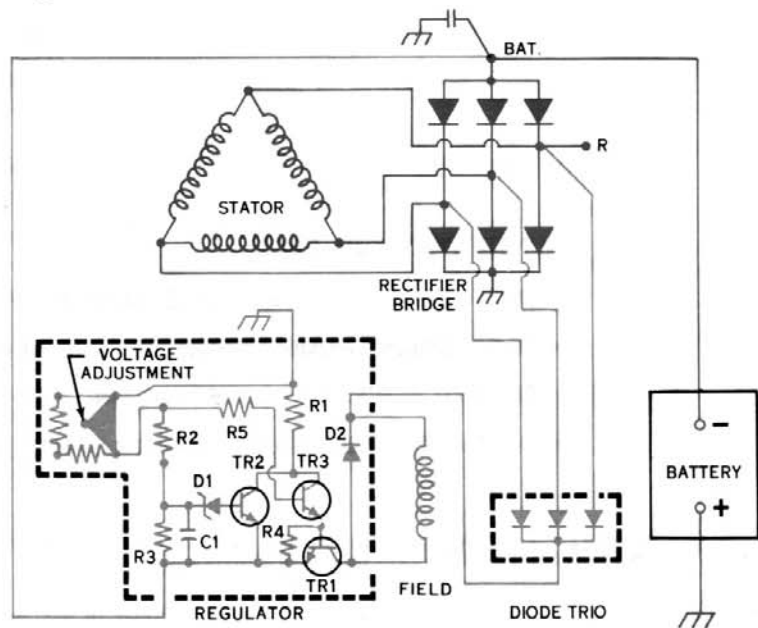 BAT.
R
STATOR
RECTIFIER
BRIDGE
VOLTAGE
ADJUSTMENT
R1
R2
R5
D2
TR2
TR3
D1
R4
R3
C1
TR1
REGULATOR
FIELD
DIODE TRIO
−
BATTERY
+